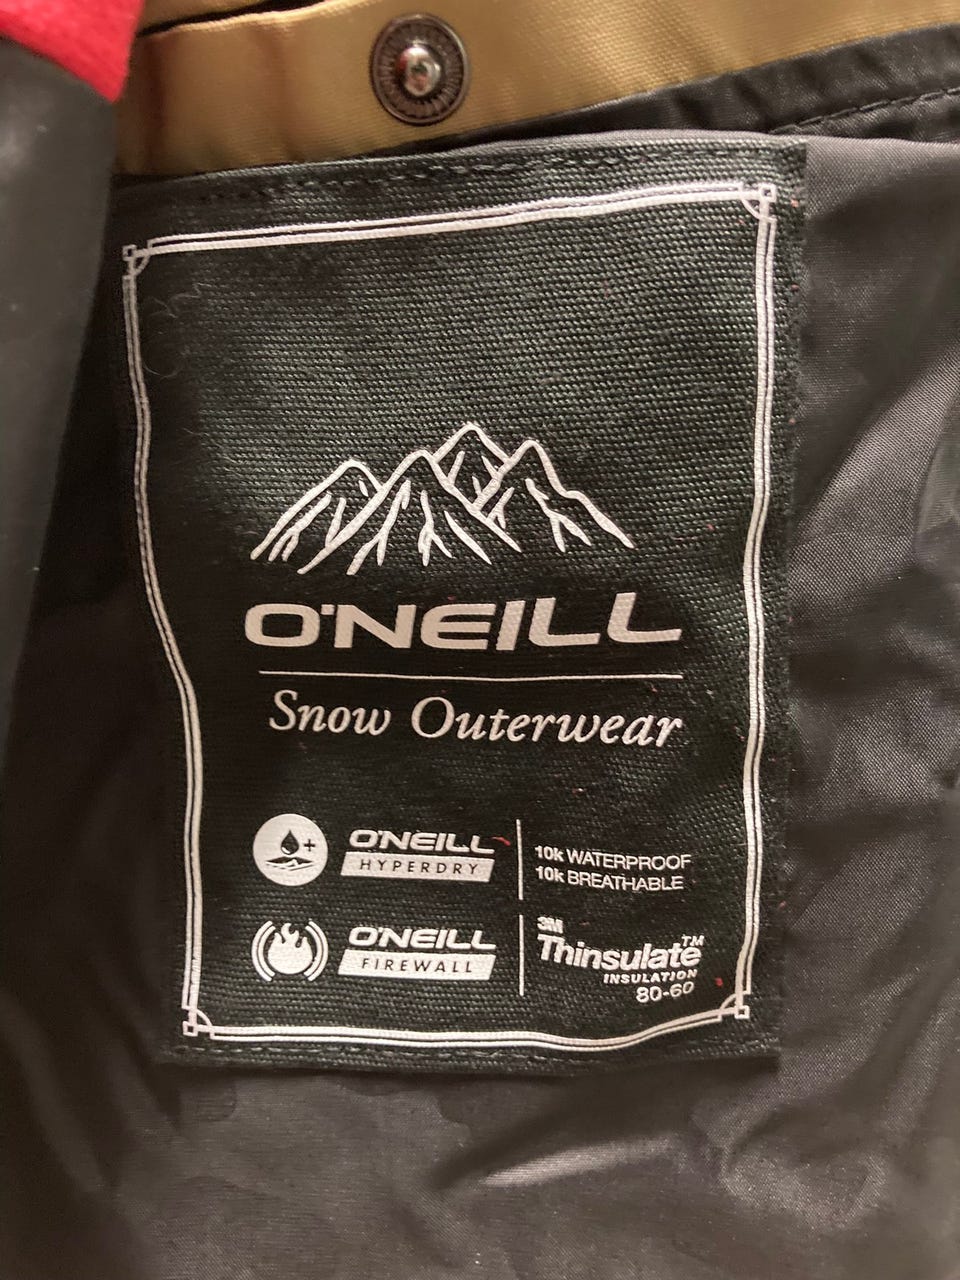 O'NEILL
Snow Outerwear
O'NEILL
HYPERDRY
10k WATERPROOF
10k BREATHABLE
O'NEILL
FIREWALL
3M
Thinsulate™
INSULATION
80-60